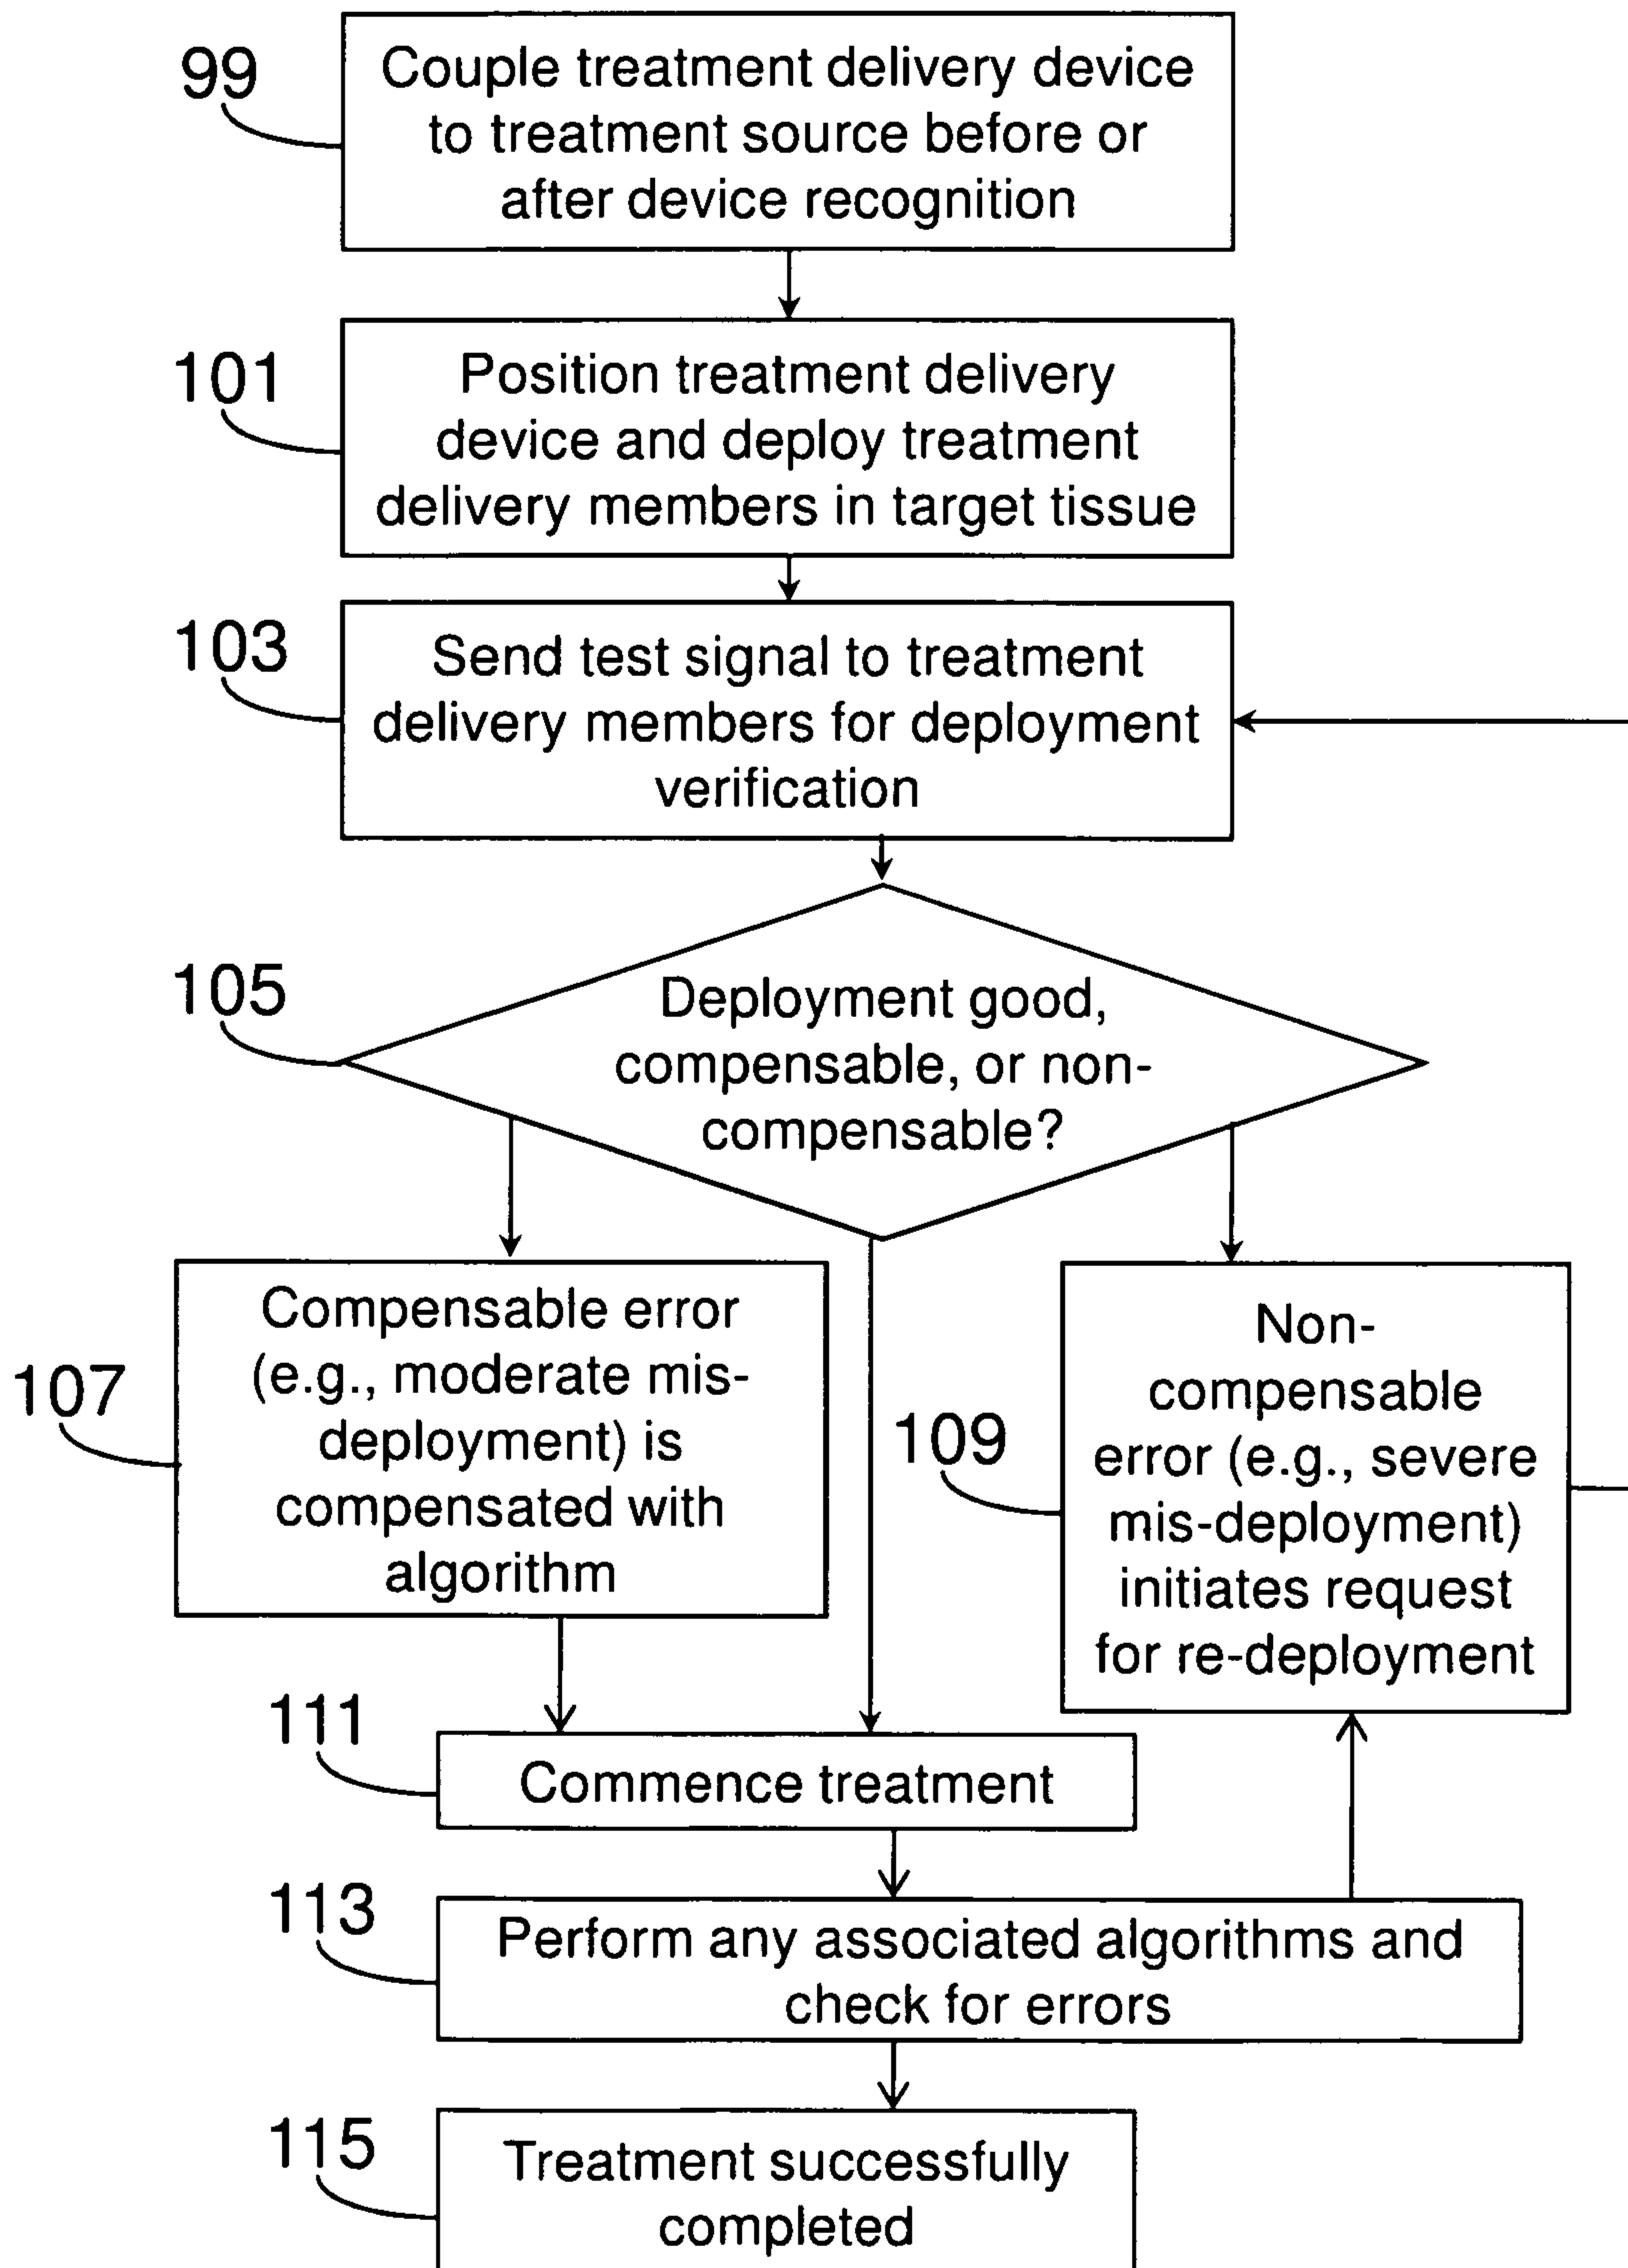 99
Couple treatment delivery device
to treatment source before or
after device recognition
101
Position treatment delivery
device and deploy treatment
delivery members in target tissue
103
Send test signal to treatment
delivery members for deployment
verification
105
Deployment good,
compensable, or non-
compensable?
107
Compensable error
(e.g., moderate mis-
deployment) is
compensated with
algorithm
109
Non-
compensable
error (e.g., severe
mis-deployment)
initiates request
for re-deployment
111
Commence treatment
113
Perform any associated algorithms and
check for errors
115
Treatment successfully
completed